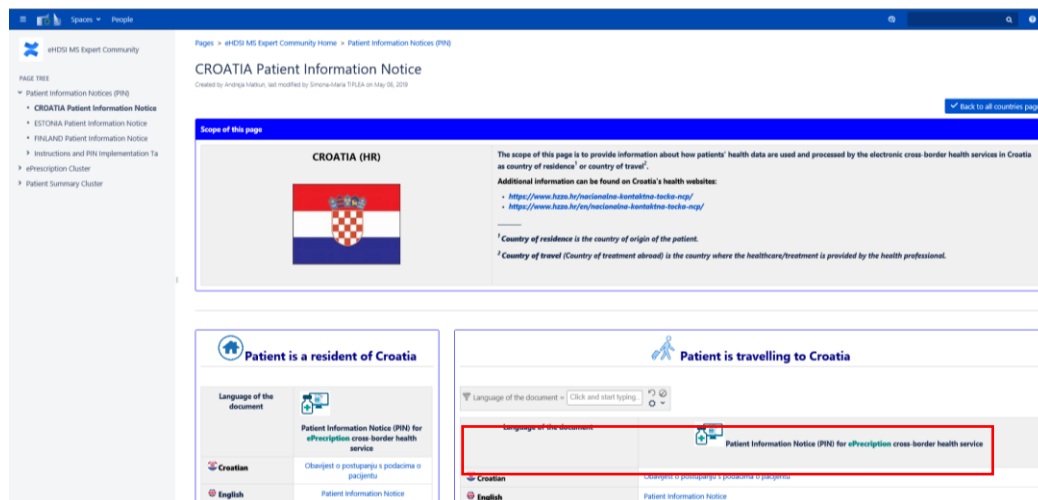 Spaces People
eHDSI MS Expert Community
PAGE TREE
Patient Information Notices (PIN)
CROATIA Patient Information Notice
ESTONIA Patient Information Notice
FINLAND Patient Information Notice
Instructions and PIN Implementation Ta
ePrescription Cluster
Patient Summary Cluster
Pages > eHDSI MS Expert Community Home > Patient Information Notices (PIN)
CROATIA Patient Information Notice
Created by Andreja Malkun, last modified by Simona-Maria TIPLEA on May 06, 2019
Back to all countries page
Scope of this page
CROATIA (HR)
The scope of this page is to provide information about how patients' health data are used and processed by the electronic cross-border health services in Croatia
as country of residence1 or country of travel2.
Additional information can be found on Croatia's health websites:
https://www.hzzo.hr/nacionalna-kontaktna-tocka-ncp/
https://www.hzzo.hr/en/nacionalna-kontaktna-tocka-ncp/
1 Country of residence is the country of origin of the patient.
2 Country of travel (Country of treatment abroad) is the country where the healthcare/treatment is provided by the health professional.
Patient is a resident of Croatia
Language of the
document
Patient Information Notice (PIN) for
ePrecription cross-border health
service
Croatian
Obavijest o postupanju s podacima o
pacijentu
English
Patient Information Notice
Patient is travelling to Croatia
Language of the document = Click and start typing..
Language of the document
Patient Information Notice (PIN) for ePrecription cross-border health service
Croatian
Obavijest o postupanju s podacima o pacijentu
English
Patient Information Notice